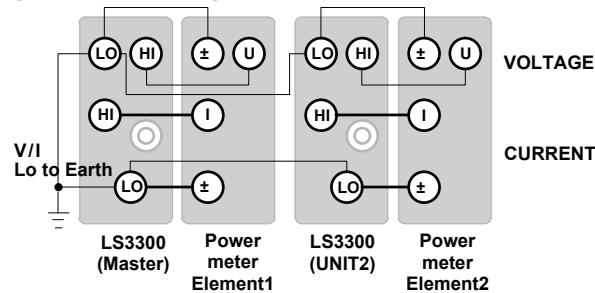 LO HI ± U LO HI ± U VOLTAGE
HI I HI I
V/I
Lo to Earth
CURRENT
LO ± LO ±
LS3300
(Master)
Power
meter
Element1
LS3300
(UNIT2)
Power
meter
Element2